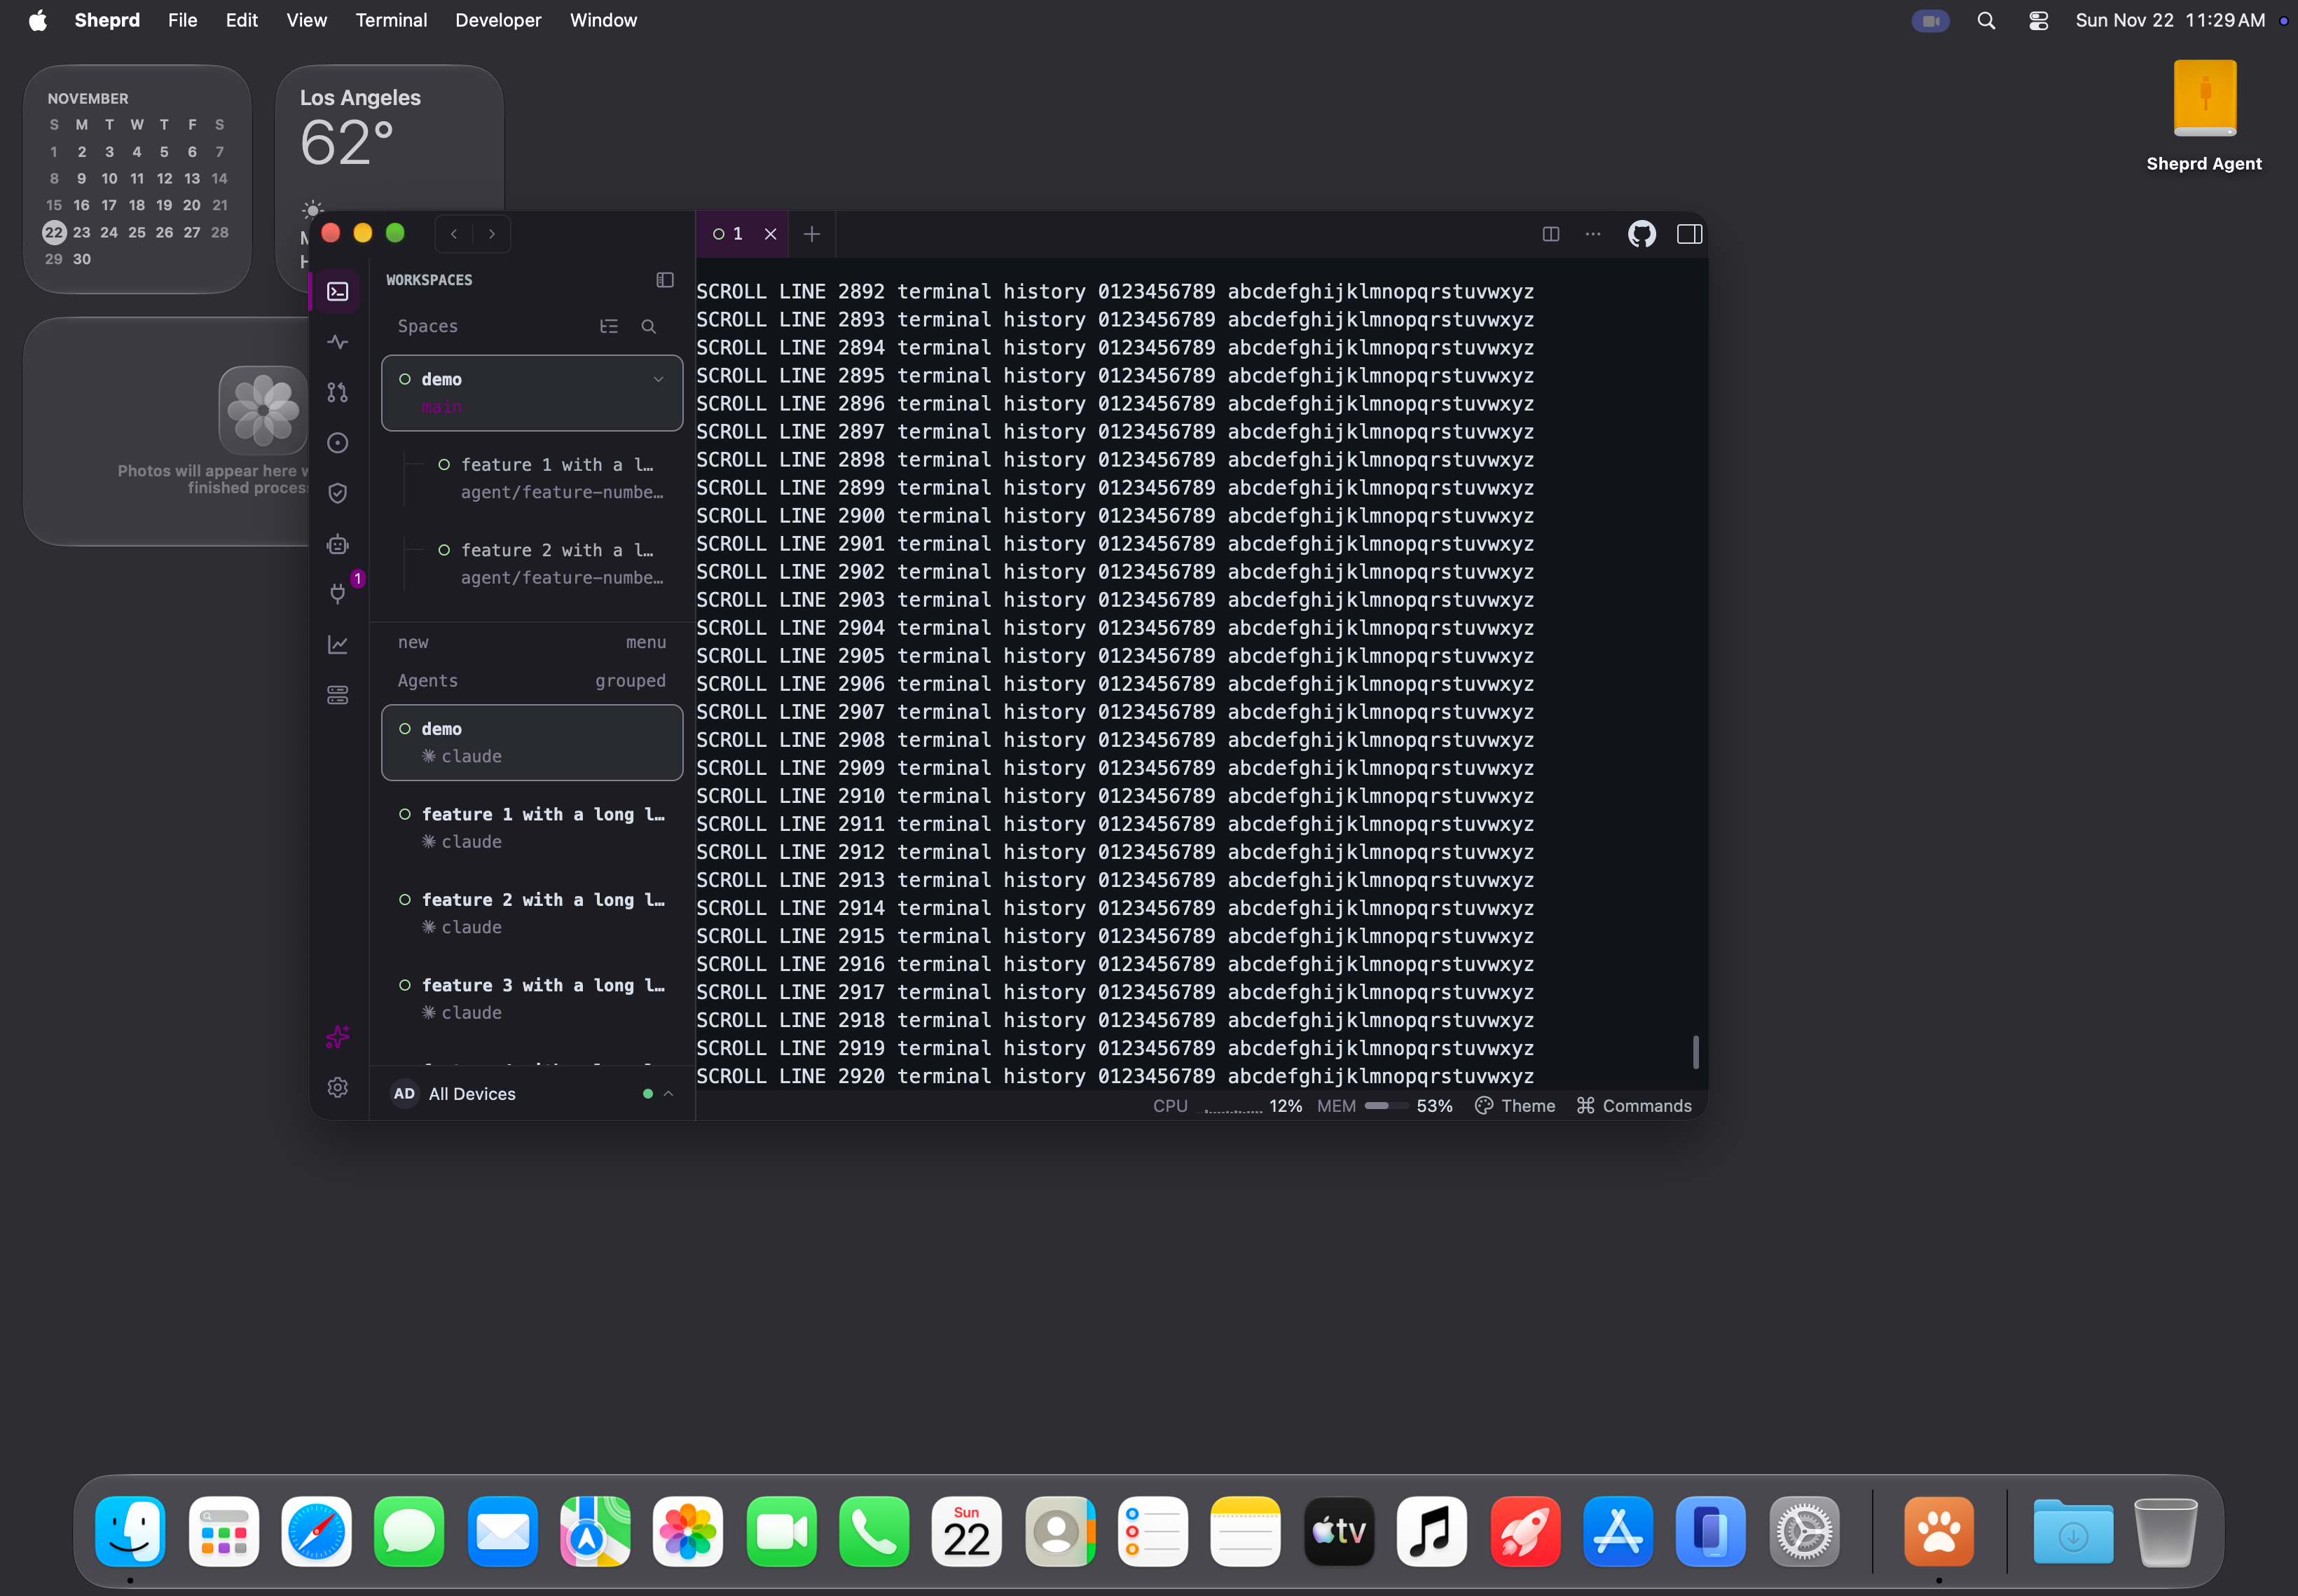 Sheprd File Edit View Terminal Developer Window
Sun Nov 22 11:29 AM
NOVEMBER
S M T W T F S
1 2 3 4 5 6 7
8 9 10 11 12 13 14
15 16 17 18 19 20 21
22 23 24 25 26 27 28
29 30
Los Angeles
62°
Photos will appear here
finished
Sheprd Agent
WORKSPACES
Spaces
demo
main
feature 1 with a l…
agent/feature-numbe…
feature 2 with a l…
agent/feature-numbe…
new menu
Agents grouped
demo
claude
feature 1 with a long l…
claude
feature 2 with a long l…
claude
feature 3 with a long l…
claude
AD All Devices
1
1
SCROLL LINE 2892 terminal history 0123456789 abcdefghijklmnopqrstuvwxyz
SCROLL LINE 2893 terminal history 0123456789 abcdefghijklmnopqrstuvwxyz
SCROLL LINE 2894 terminal history 0123456789 abcdefghijklmnopqrstuvwxyz
SCROLL LINE 2895 terminal history 0123456789 abcdefghijklmnopqrstuvwxyz
SCROLL LINE 2896 terminal history 0123456789 abcdefghijklmnopqrstuvwxyz
SCROLL LINE 2897 terminal history 0123456789 abcdefghijklmnopqrstuvwxyz
SCROLL LINE 2898 terminal history 0123456789 abcdefghijklmnopqrstuvwxyz
SCROLL LINE 2899 terminal history 0123456789 abcdefghijklmnopqrstuvwxyz
SCROLL LINE 2900 terminal history 0123456789 abcdefghijklmnopqrstuvwxyz
SCROLL LINE 2901 terminal history 0123456789 abcdefghijklmnopqrstuvwxyz
SCROLL LINE 2902 terminal history 0123456789 abcdefghijklmnopqrstuvwxyz
SCROLL LINE 2903 terminal history 0123456789 abcdefghijklmnopqrstuvwxyz
SCROLL LINE 2904 terminal history 0123456789 abcdefghijklmnopqrstuvwxyz
SCROLL LINE 2905 terminal history 0123456789 abcdefghijklmnopqrstuvwxyz
SCROLL LINE 2906 terminal history 0123456789 abcdefghijklmnopqrstuvwxyz
SCROLL LINE 2907 terminal history 0123456789 abcdefghijklmnopqrstuvwxyz
SCROLL LINE 2908 terminal history 0123456789 abcdefghijklmnopqrstuvwxyz
SCROLL LINE 2909 terminal history 0123456789 abcdefghijklmnopqrstuvwxyz
SCROLL LINE 2910 terminal history 0123456789 abcdefghijklmnopqrstuvwxyz
SCROLL LINE 2911 terminal history 0123456789 abcdefghijklmnopqrstuvwxyz
SCROLL LINE 2912 terminal history 0123456789 abcdefghijklmnopqrstuvwxyz
SCROLL LINE 2913 terminal history 0123456789 abcdefghijklmnopqrstuvwxyz
SCROLL LINE 2914 terminal history 0123456789 abcdefghijklmnopqrstuvwxyz
SCROLL LINE 2915 terminal history 0123456789 abcdefghijklmnopqrstuvwxyz
SCROLL LINE 2916 terminal history 0123456789 abcdefghijklmnopqrstuvwxyz
SCROLL LINE 2917 terminal history 0123456789 abcdefghijklmnopqrstuvwxyz
SCROLL LINE 2918 terminal history 0123456789 abcdefghijklmnopqrstuvwxyz
SCROLL LINE 2919 terminal history 0123456789 abcdefghijklmnopqrstuvwxyz
SCROLL LINE 2920 terminal history 0123456789 abcdefghijklmnopqrstuvwxyz
CPU 12% MEM 53% Theme Commands
Sun
22
tv